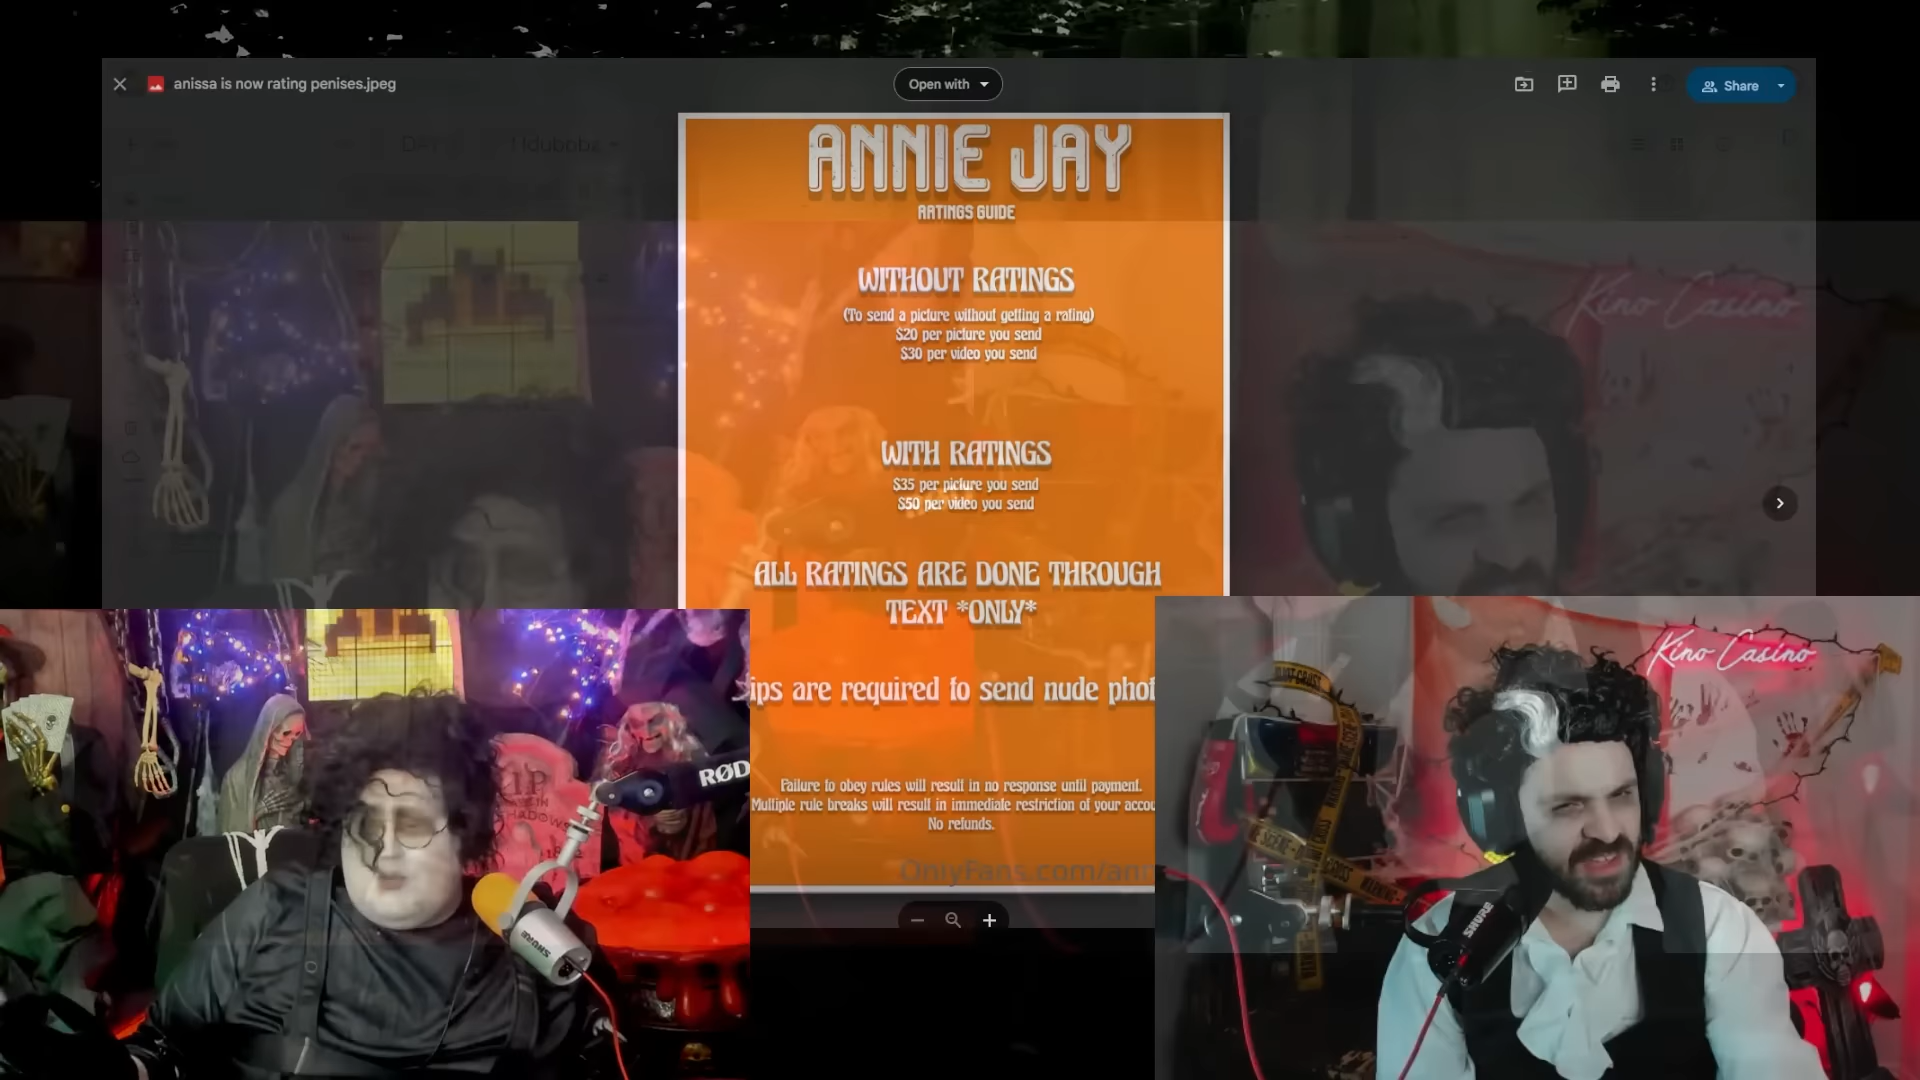 anissa is now rating penises.jpeg
Open with
Share
ANNIE JAY
RATINGS GUIDE
WITHOUT RATINGS
(To send a picture without getting a rating)
$20 per picture you send
$30 per video you send
WITH RATINGS
$35 per picture you send
$50 per video you send
ALL RATINGS ARE DONE THROUGH
TEXT *ONLY*
ips are required to send nude phot
Failure to obey rules will result in no response until payment.
Multiple rule breaks will result in immediate restriction of your accou
No refunds.
OnlyFans.com/ann
Kino Casino
Kino Casino
RIP
RØD
SHURE
SHURE